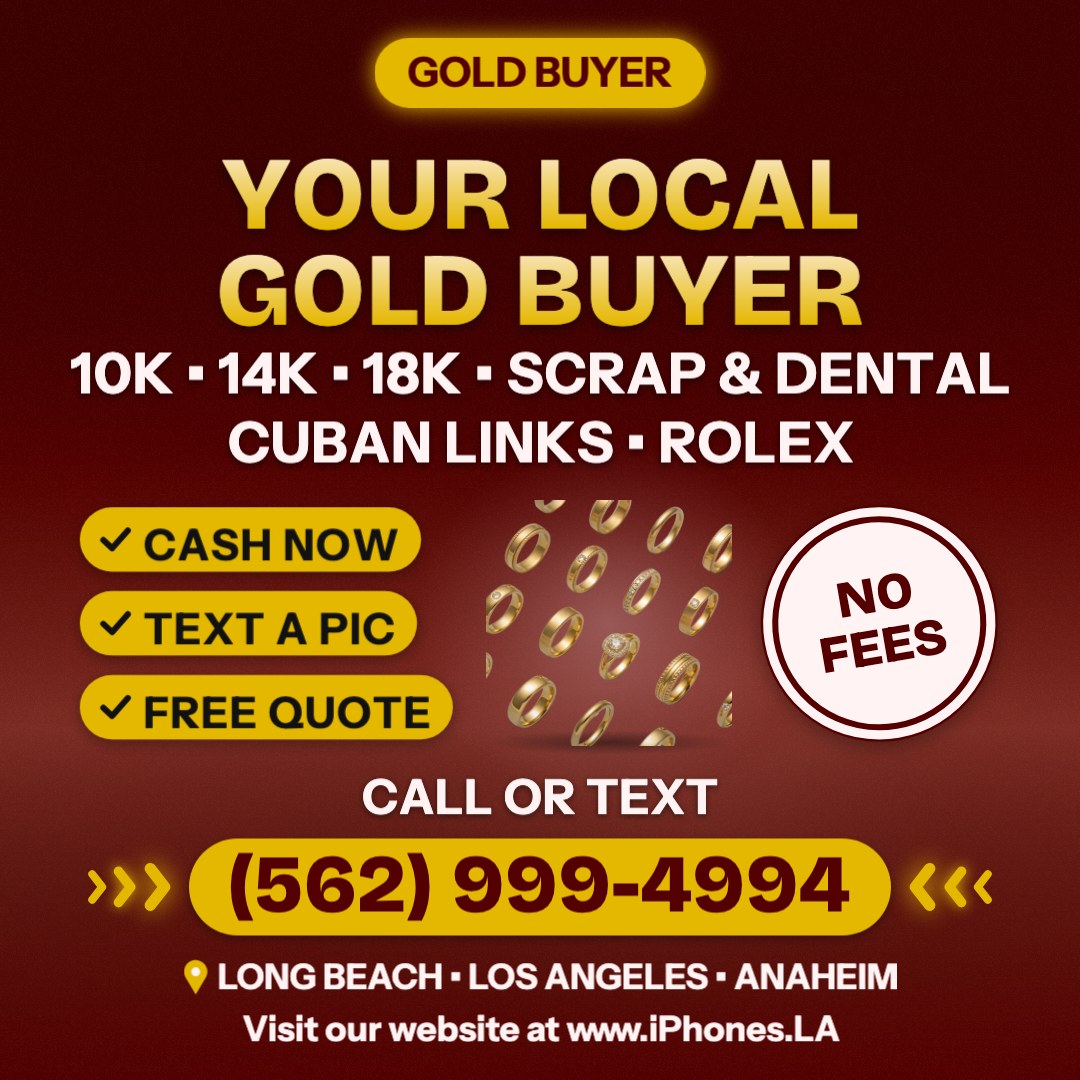 GOLD BUYER
YOUR LOCAL
GOLD BUYER
10K ▪ 14K ▪ 18K ▪ SCRAP & DENTAL
CUBAN LINKS ▪ ROLEX
✓ CASH NOW
✓ TEXT A PIC
✓ FREE QUOTE
NO
FEES
CALL OR TEXT
(562) 999-4994
LONG BEACH ▪ LOS ANGELES ▪ ANAHEIM
Visit our website at www.iPhones.LA